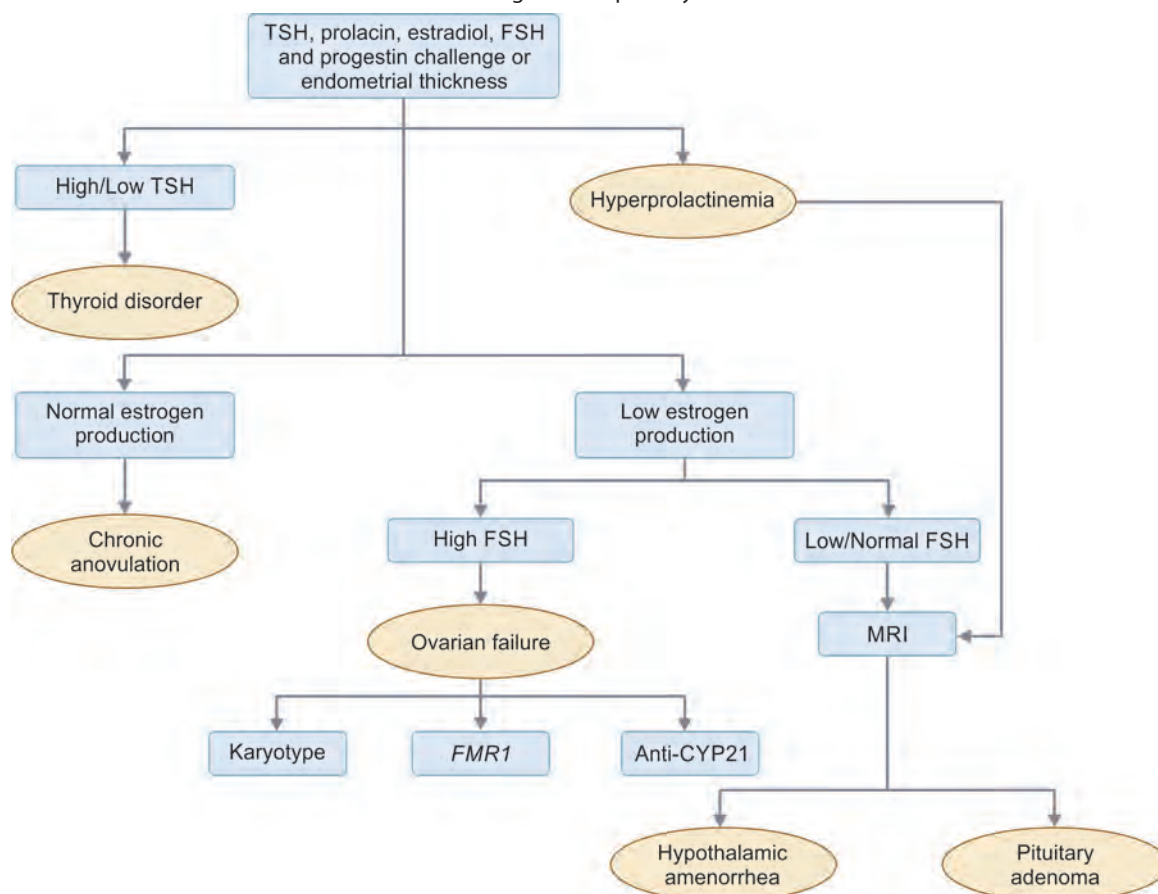 TSH, prolacin, estradiol, FSH
and progestin challenge or
endometrial thickness
High/Low TSH
Hyperprolactinemia
Thyroid disorder
Normal estrogen
production
Low estrogen
production
Chronic
anovulation
High FSH
Low/Normal FSH
Ovarian failure
MRI
Karyotype
FMR1
Anti-CYP21
Hypothalamic
amenorrhea
Pituitary
adenoma